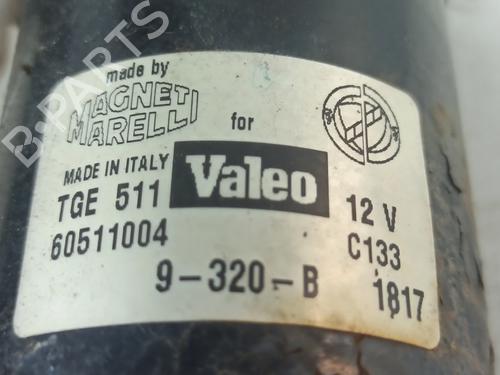 made by
MAGNETI
MARELLI
for
MADE IN ITALY
Valeo
TGE 511
12 V
60511004
C133
9-320-B
1817
B-PARTS